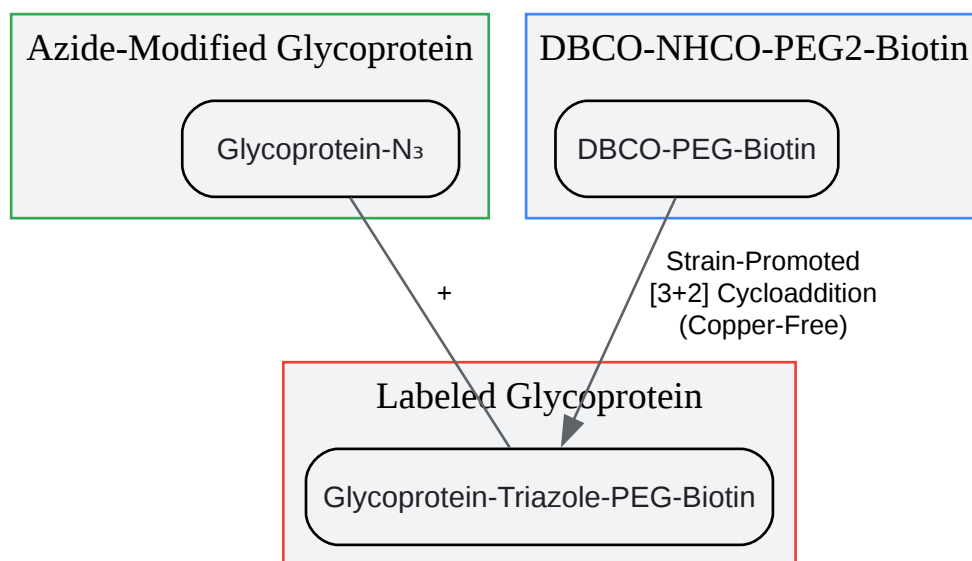 Azide-Modified Glycoprotein
Glycoprotein-N₃
DBCO-NHCO-PEG2-Biotin
DBCO-PEG-Biotin
+
Strain-Promoted
[3+2] Cycloaddition
(Copper-Free)
Labeled Glycoprotein
Glycoprotein-Triazole-PEG-Biotin